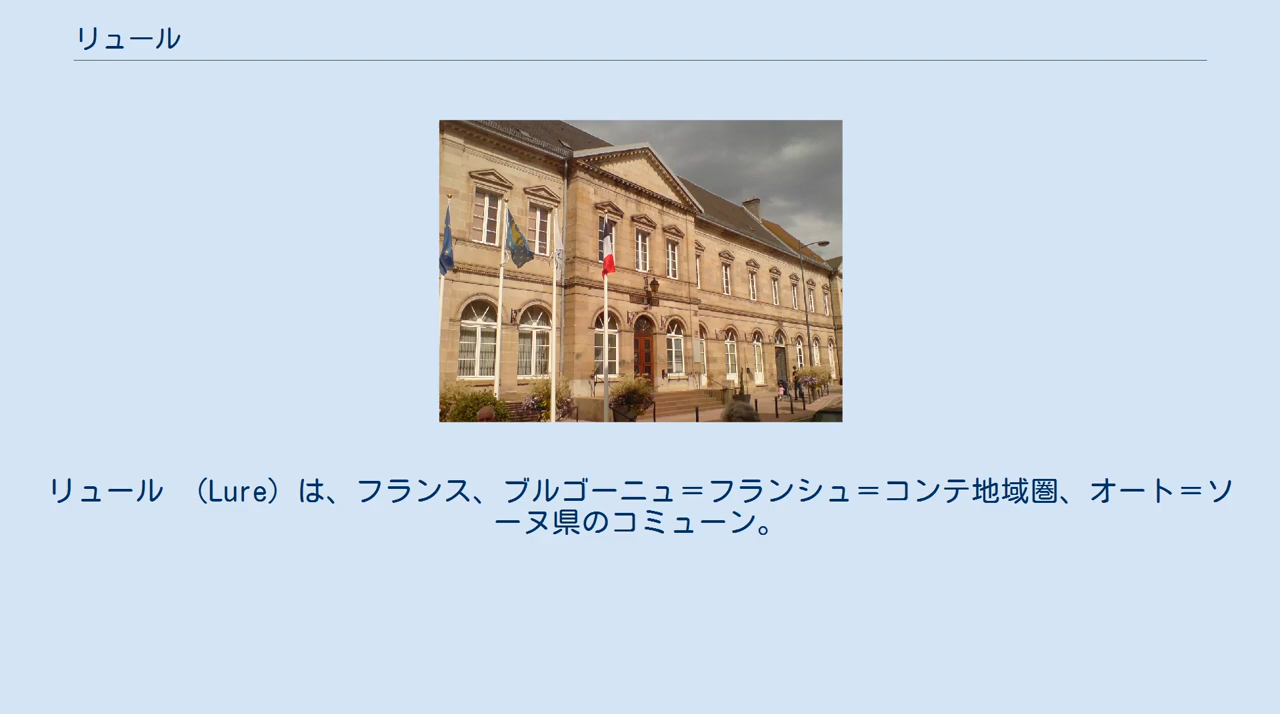 リュール
リュール （Lure）は、フランス、ブルゴーニュ＝フランシュ＝コンテ地域圏、オート＝ソ
ーヌ県のコミューン。